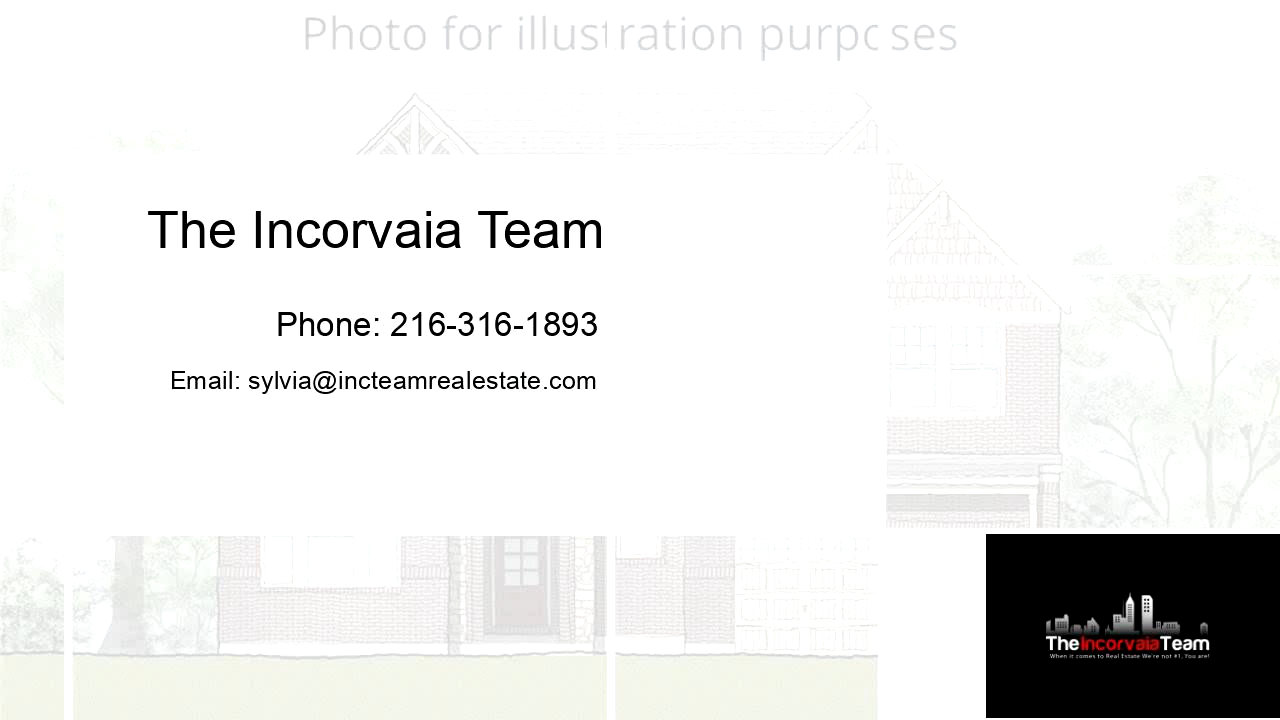 Photo for illustration purposes
The Incorvaia Team
Phone: 216-316-1893
Email: sylvia@incteamrealestate.com
TheIncorvaiaTeam
When it comes to Real Estate We're not #1, You are!